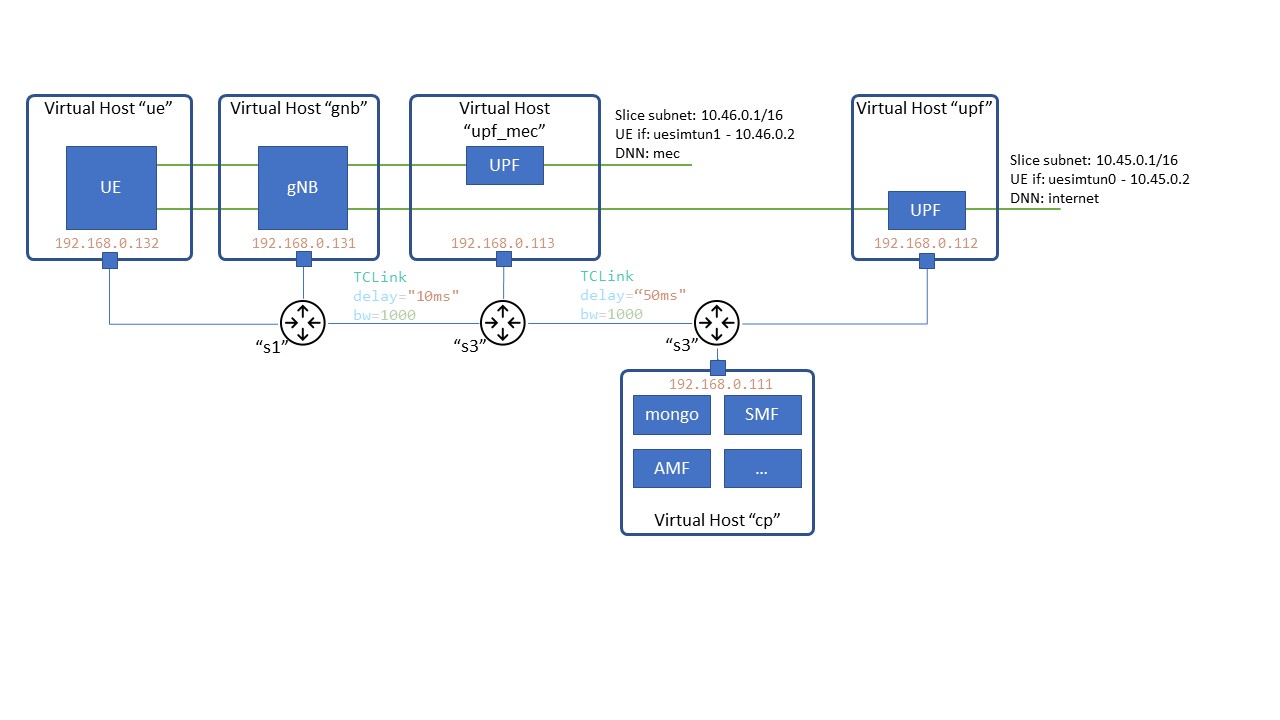 Virtual Host “ue”
UE
192.168.0.132
Virtual Host “gnb”
gNB
192.168.0.131
Virtual Host
“upf_mec”
UPF
192.168.0.113
Slice subnet: 10.46.0.1/16
UE if: uesimtun1 - 10.46.0.2
DNN: mec
Virtual Host “upf”
UPF
192.168.0.112
Slice subnet: 10.45.0.1/16
UE if: uesimtun0 - 10.45.0.2
DNN: internet
TCLink
delay="10ms"
bw=1000
TCLink
delay=“50ms"
bw=1000
“s1”
“s3”
“s3”
192.168.0.111
mongo
SMF
AMF
...
Virtual Host “cp”